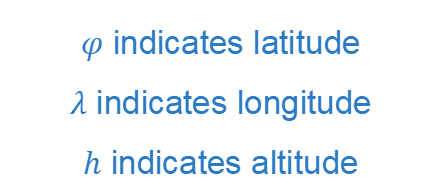 φ indicates latitude
λ indicates longitude
h indicates altitude